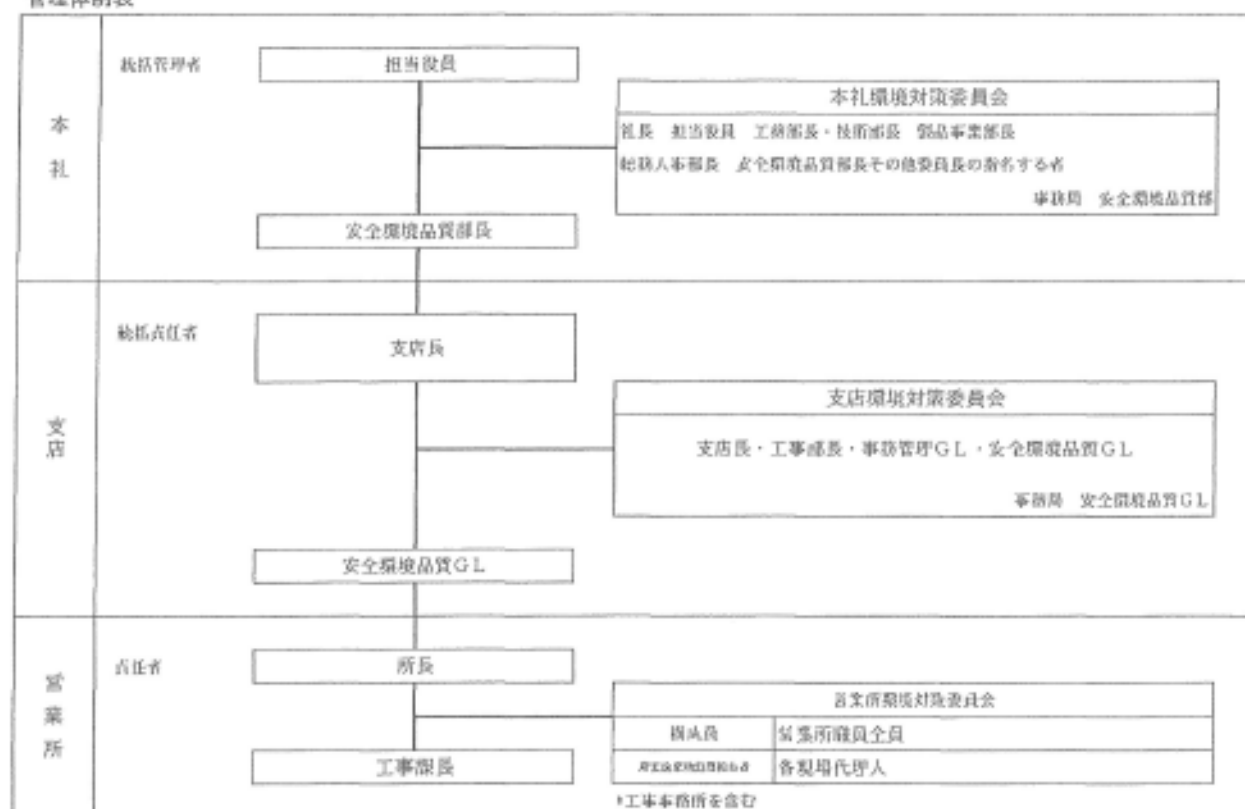 管理体制表
本社
統括管理者
担当役員
本社環境対策委員会
社長 担当役員 工務部長・技術部長 製品事業部長
総務人事部長 安全環境品質部長その他委員長の指名する者
事務局 安全環境品質部
安全環境品質部長
支店
統括責任者
支店長
支店環境対策委員会
支店長・工事部長・事務管理GL・安全環境品質GL
事務局 安全環境品質GL
安全環境品質GL
営業所
責任者
所長
営業所環境対策委員会
構成員
営業所職員全員
各現場代理人
工事課長
*工事事務所を含む